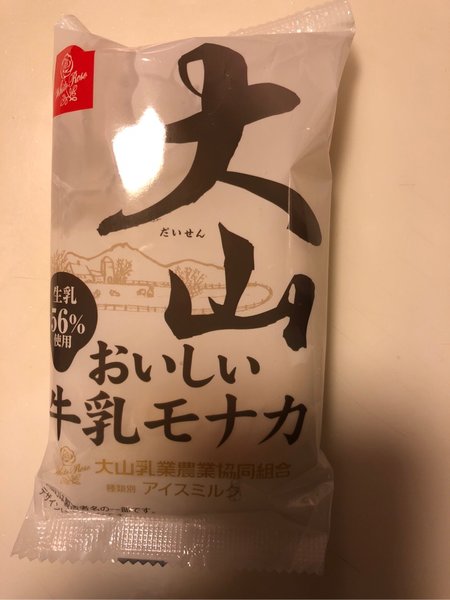 White Rose
大山
だいせん
生乳
56%
使用
おいしい
牛乳モナカ
大山乳業農業協同組合
種類別 アイスミルク